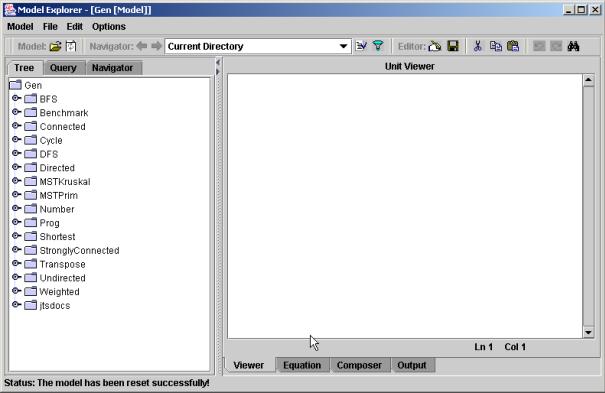 Model Explorer - [Gen [Model]]
Model File Edit Options
Model: Navigator: Current Directory Editor:
Tree Query Navigator
Unit Viewer
Gen
BFS
Benchmark
Connected
Cycle
DFS
Directed
MSTKruskal
MSTPrim
Number
Prog
Shortest
StronglyConnected
Transpose
Undirected
Weighted
jtsdocs
Ln 1 Col 1
Viewer Equation Composer Output
Status: The model has been reset successfully!